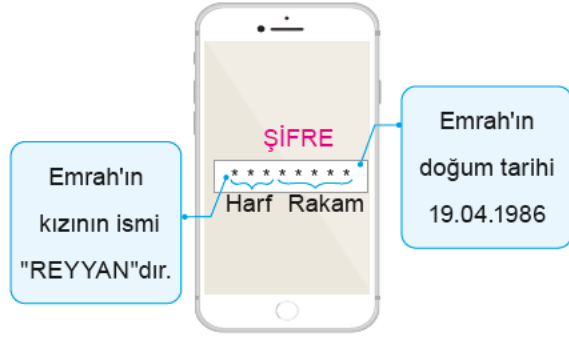 ŞİFRE
* * * * * * * *
Harf Rakam
Emrah'ın
kızının ismi
"REYYAN"dır.
Emrah'ın
doğum tarihi
19.04.1986